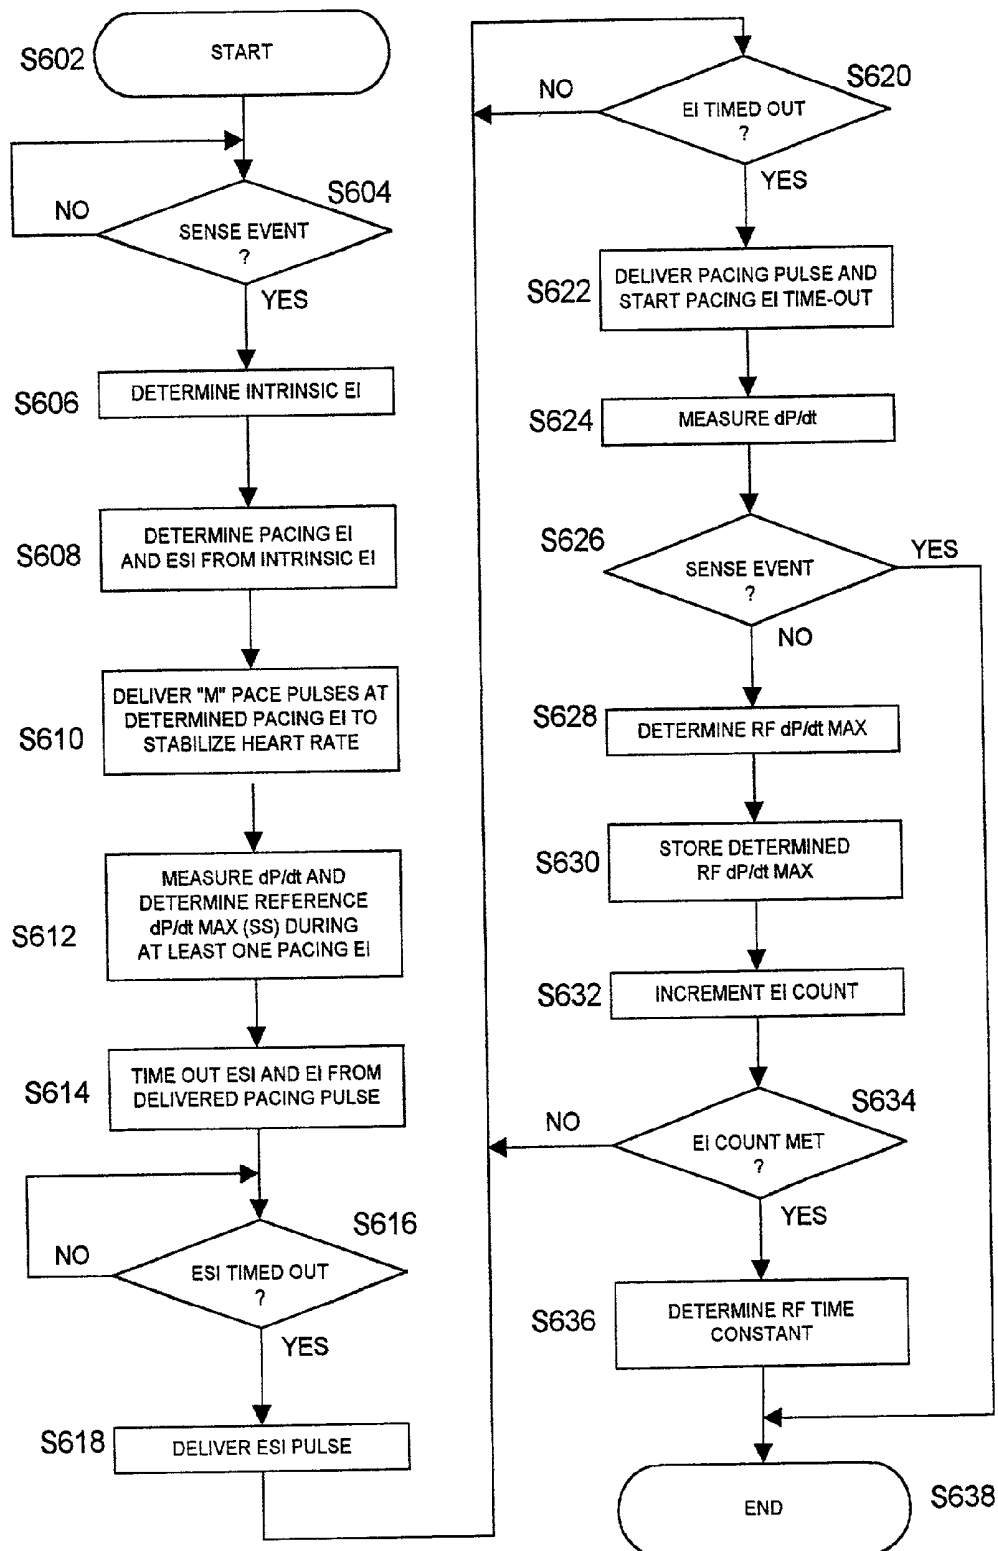 S602
START
S604
SENSE EVENT
?
NO
YES
S606
DETERMINE INTRINSIC EI
S608
DETERMINE PACING EI
AND ESI FROM INTRINSIC EI
S610
DELIVER "M" PACE PULSES AT
DETERMINED PACING EI TO
STABILIZE HEART RATE
S612
MEASURE dP/dt AND
DETERMINE REFERENCE
dP/dt MAX (SS) DURING
AT LEAST ONE PACING EI
S614
TIME OUT ESI AND EI FROM
DELIVERED PACING PULSE
S616
ESI TIMED OUT
?
NO
YES
S618
DELIVER ESI PULSE
S620
EI TIMED OUT
?
NO
YES
S622
DELIVER PACING PULSE AND
START PACING EI TIME-OUT
S624
MEASURE dP/dt
S626
SENSE EVENT
?
YES
NO
S628
DETERMINE RF dP/dt MAX
S630
STORE DETERMINED
RF dP/dt MAX
S632
INCREMENT EI COUNT
S634
EI COUNT MET
?
NO
YES
S636
DETERMINE RF TIME
CONSTANT
END
S638